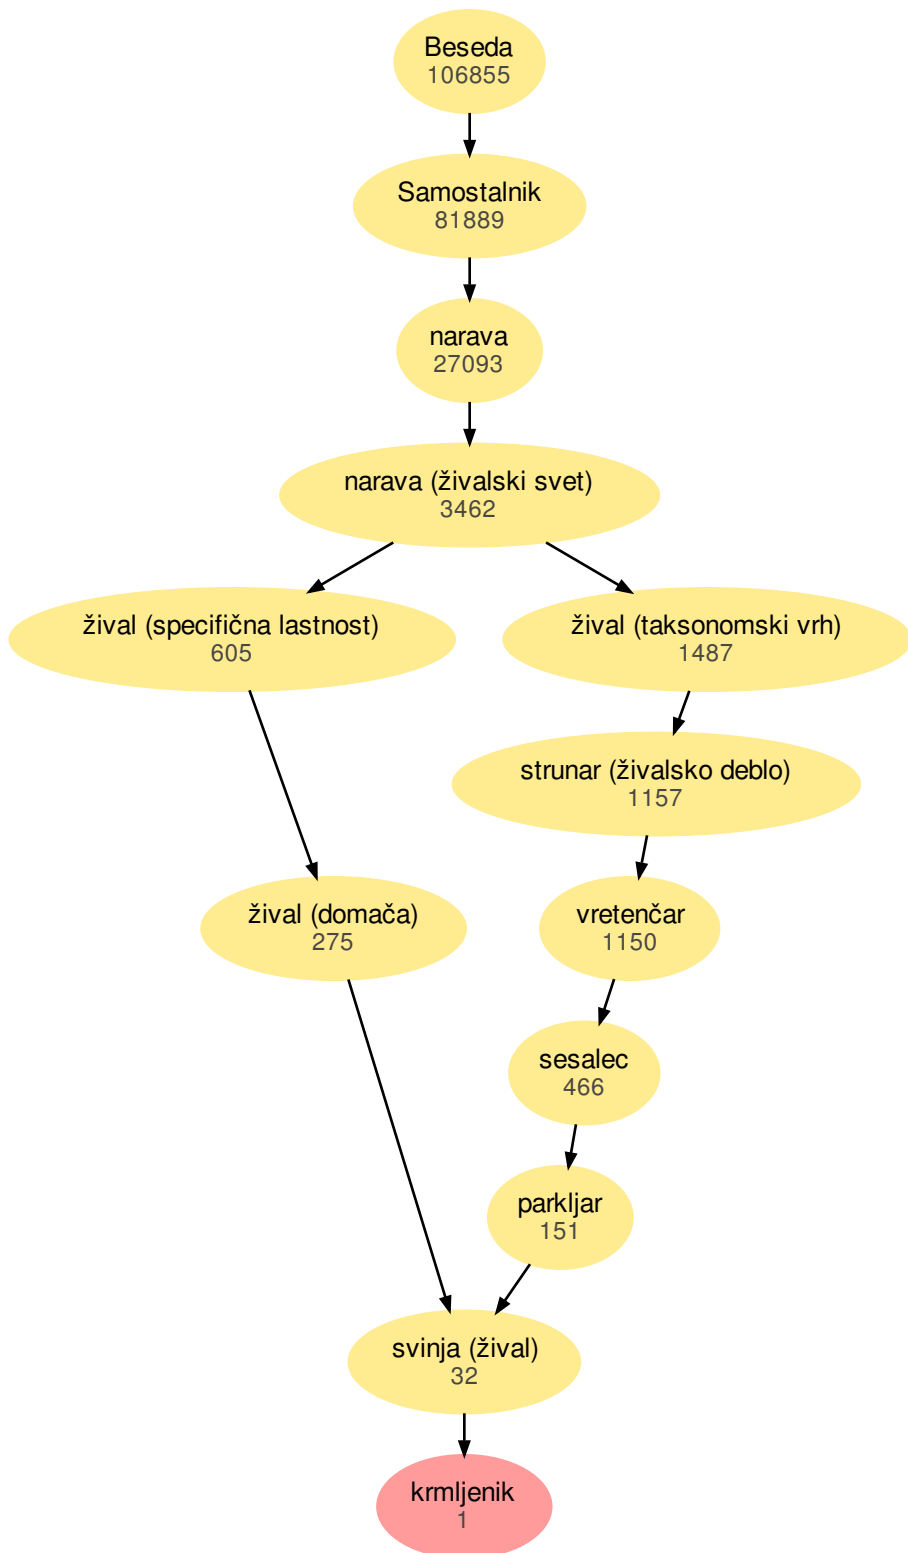 Beseda
106855
Samostalnik
81889
narava
27093
narava (živalski svet)
3462
žival (specifična lastnost)
605
žival (taksonomski vrh)
1487
strunar (živalsko deblo)
1157
žival (domača)
275
vretenčar
1150
sesalec
466
parkljar
151
svinja (žival)
32
krmljenik
1